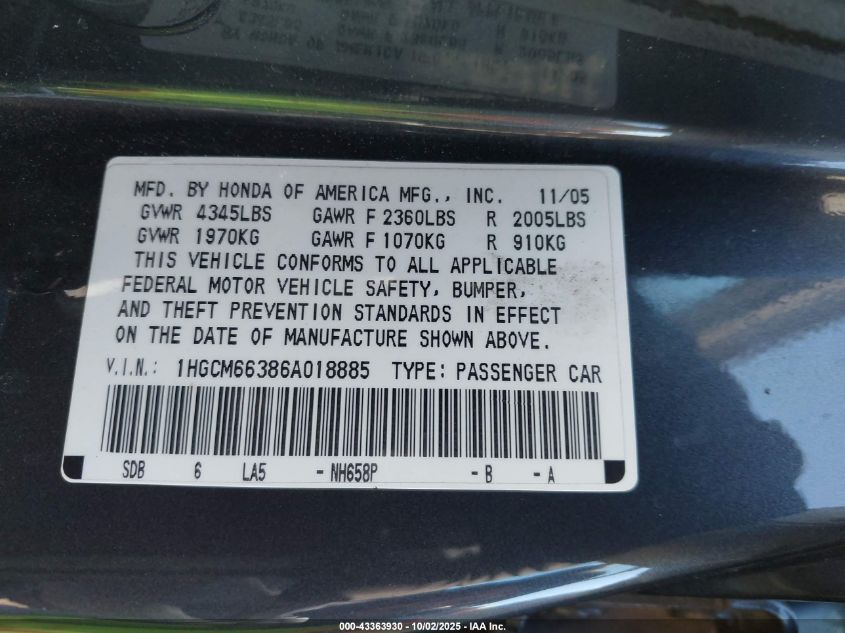 MFD. BY HONDA OF AMERICA MFG., INC. 11/05
GVWR 4345LBS GAWR F 2360LBS R 2005LBS
GVWR 1970KG GAWR F 1070KG R 910KG
THIS VEHICLE CONFORMS TO ALL APPLICABLE
FEDERAL MOTOR VEHICLE SAFETY, BUMPER,
AND THEFT PREVENTION STANDARDS IN EFFECT
ON THE DATE OF MANUFACTURE SHOWN ABOVE.
V.I.N.: 1HGCM66386A018885 TYPE: PASSENGER CAR
SDB 6 LA5 -NH658P -B -A
000-43363930 - 10/02/2025 - IAA Inc.